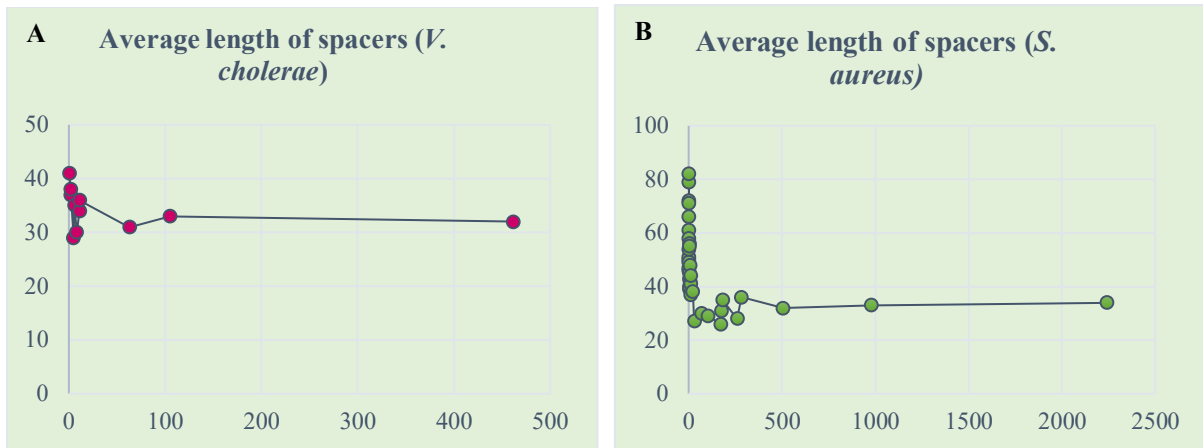 A
Average length of spacers (V.
cholerae)
50
40
30
20
10
0
0 100 200 300 400 500
B
Average length of spacers (S.
aureus)
100
80
60
40
20
0
0 500 1000 1500 2000 2500